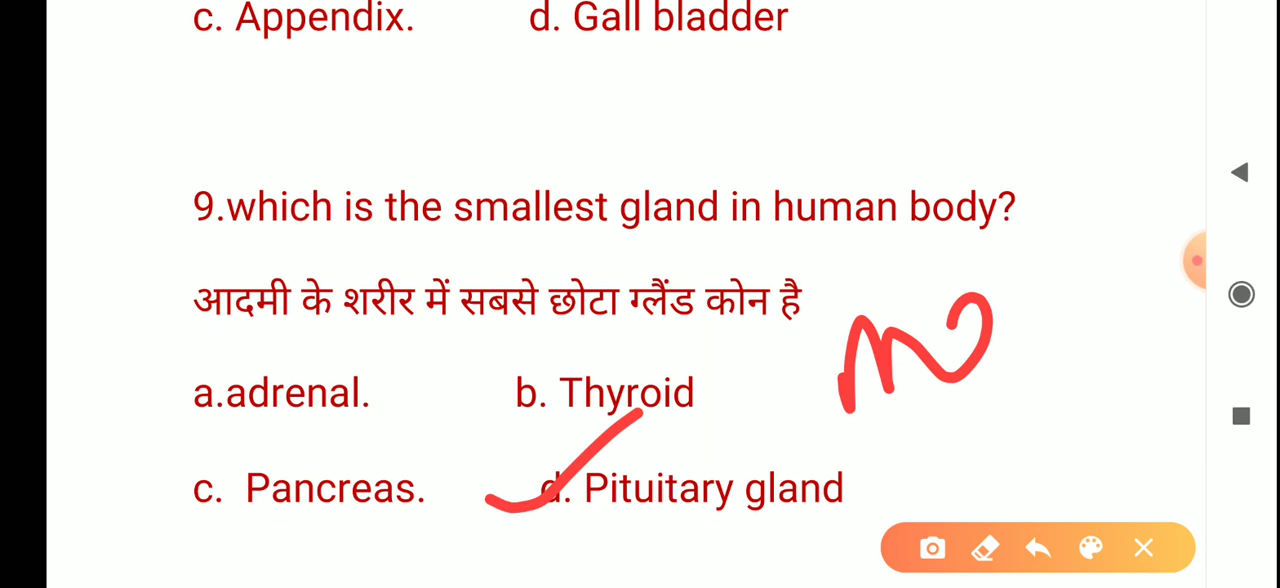 c. Appendix. d. Gall bladder
9.which is the smallest gland in human body?
आदमी के शरीर में सबसे छोटा ग्लैंड कोन है
a.adrenal. b. Thyroid
c. Pancreas. d. Pituitary gland